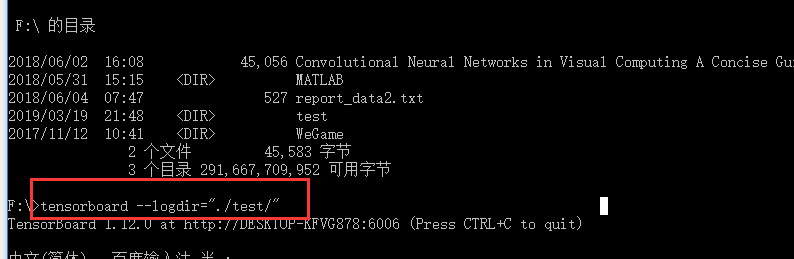 F:\ 的目录
2018/06/02 16:08 45,056 Convolutional Neural Networks in Visual Computing A Concise Gui
2018/05/31 15:15 <DIR> MATLAB
2018/06/04 07:47 527 report_data2.txt
2019/03/19 21:48 <DIR> test
2017/11/12 10:41 <DIR> WeGame
2 个文件 45,583 字节
3 个目录 291,667,709,952 可用字节
F:\>tensorboard --logdir="./test/"
TensorBoard 1.12.0 at http://DESKTOP-KFVG878:6006 (Press CTRL+C to quit)
中文(简体) - 百度输入法 半 :